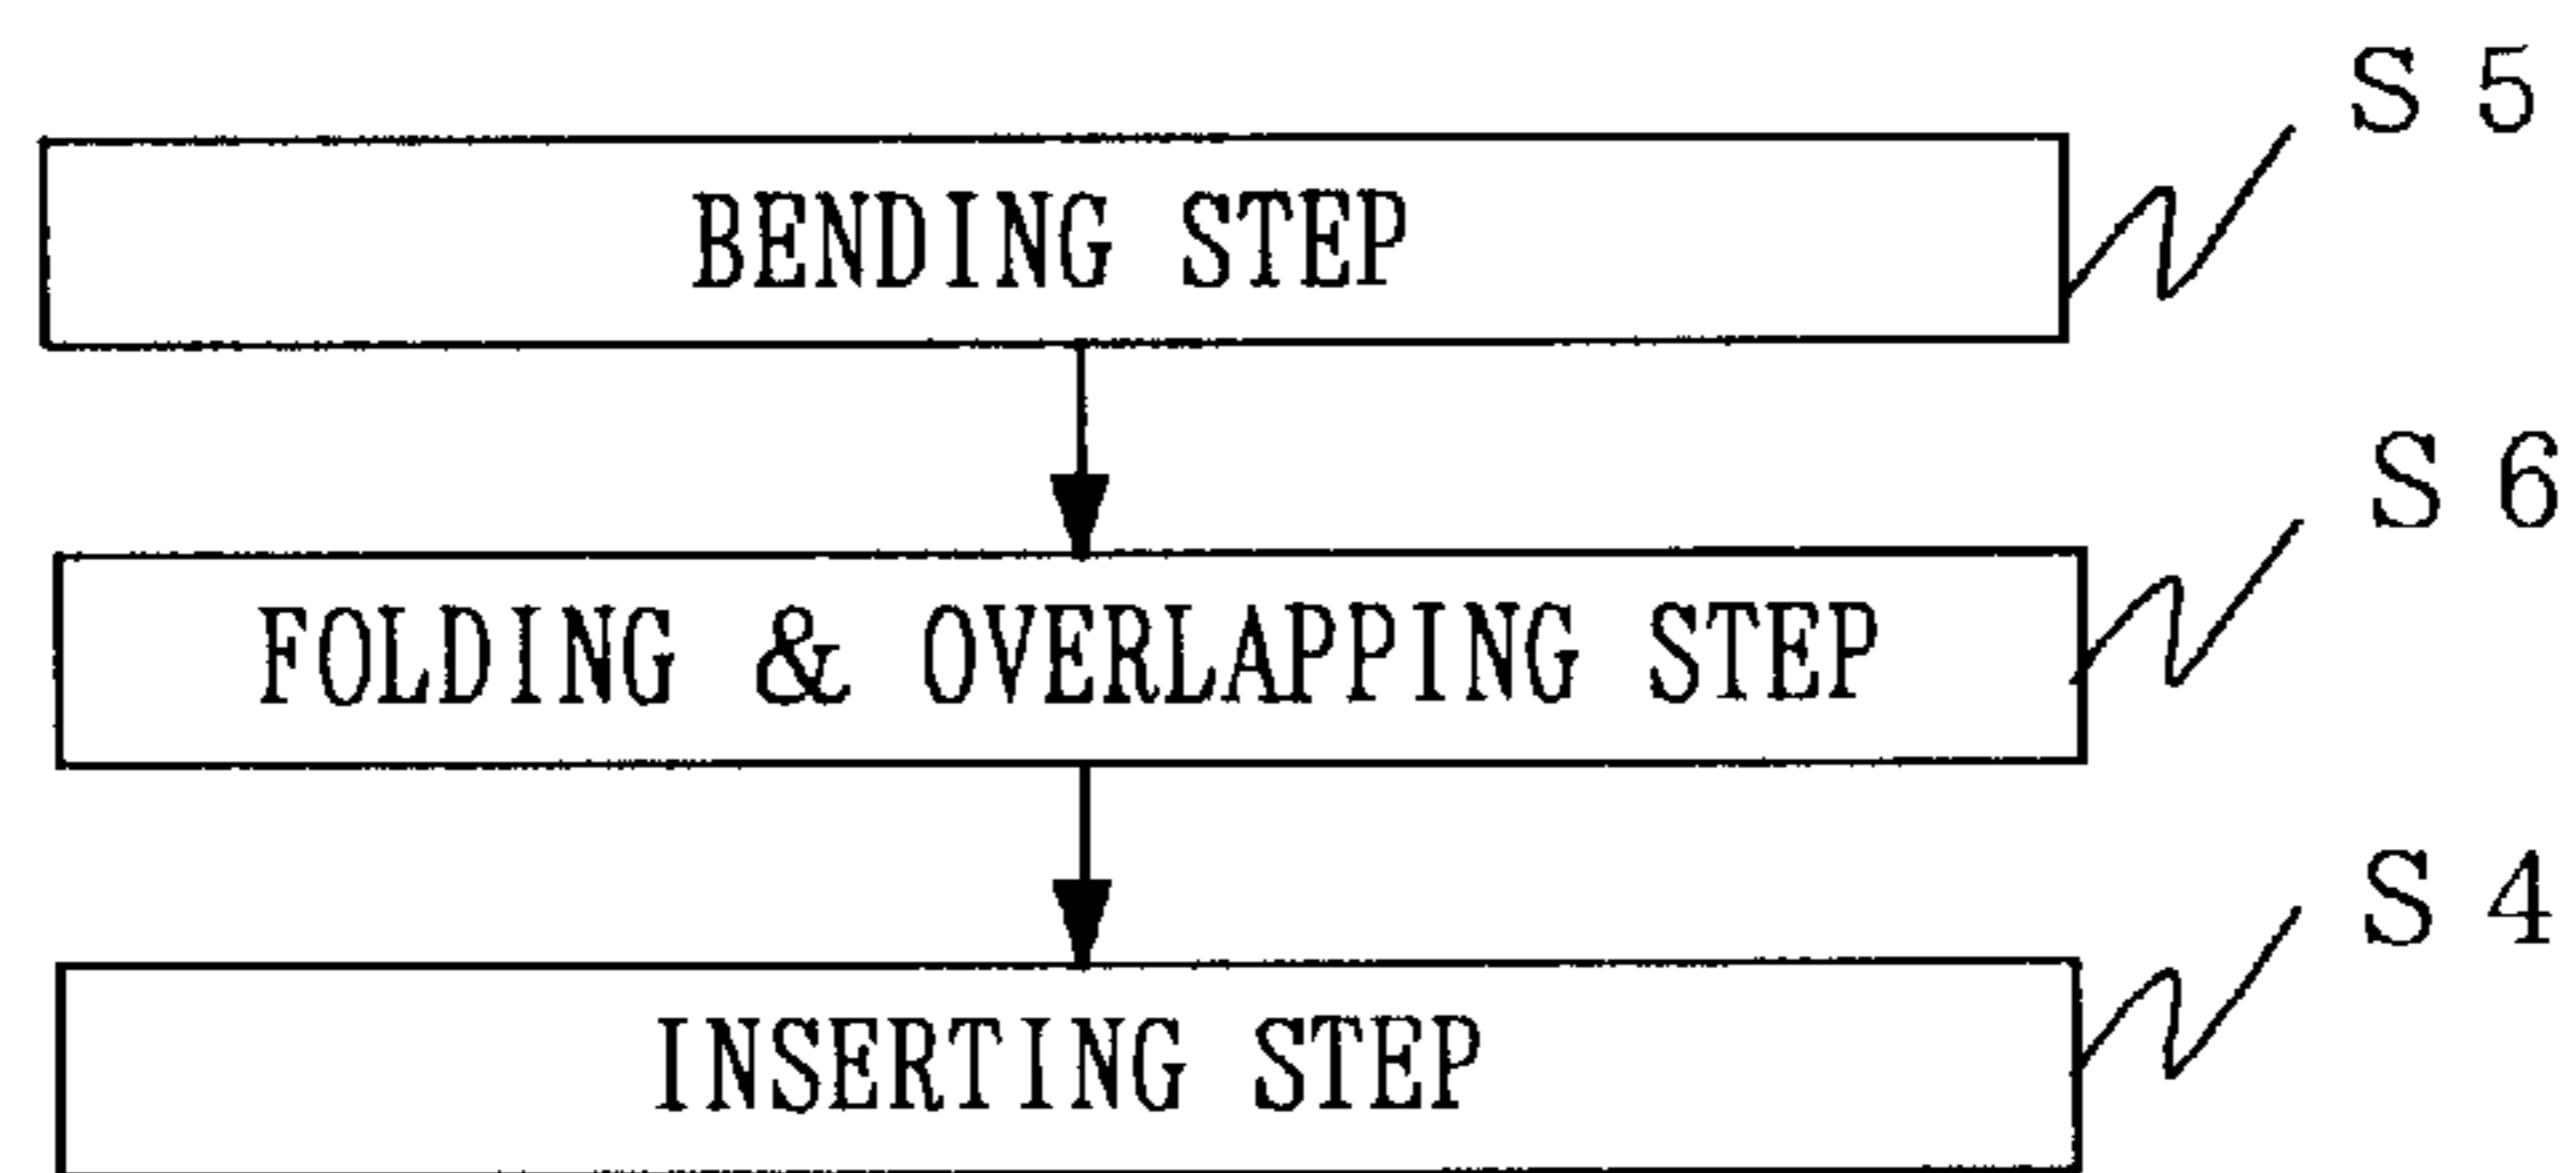 S 5
BENDING STEP
S 6
FOLDING & OVERLAPPING STEP
S 4
INSERTING STEP